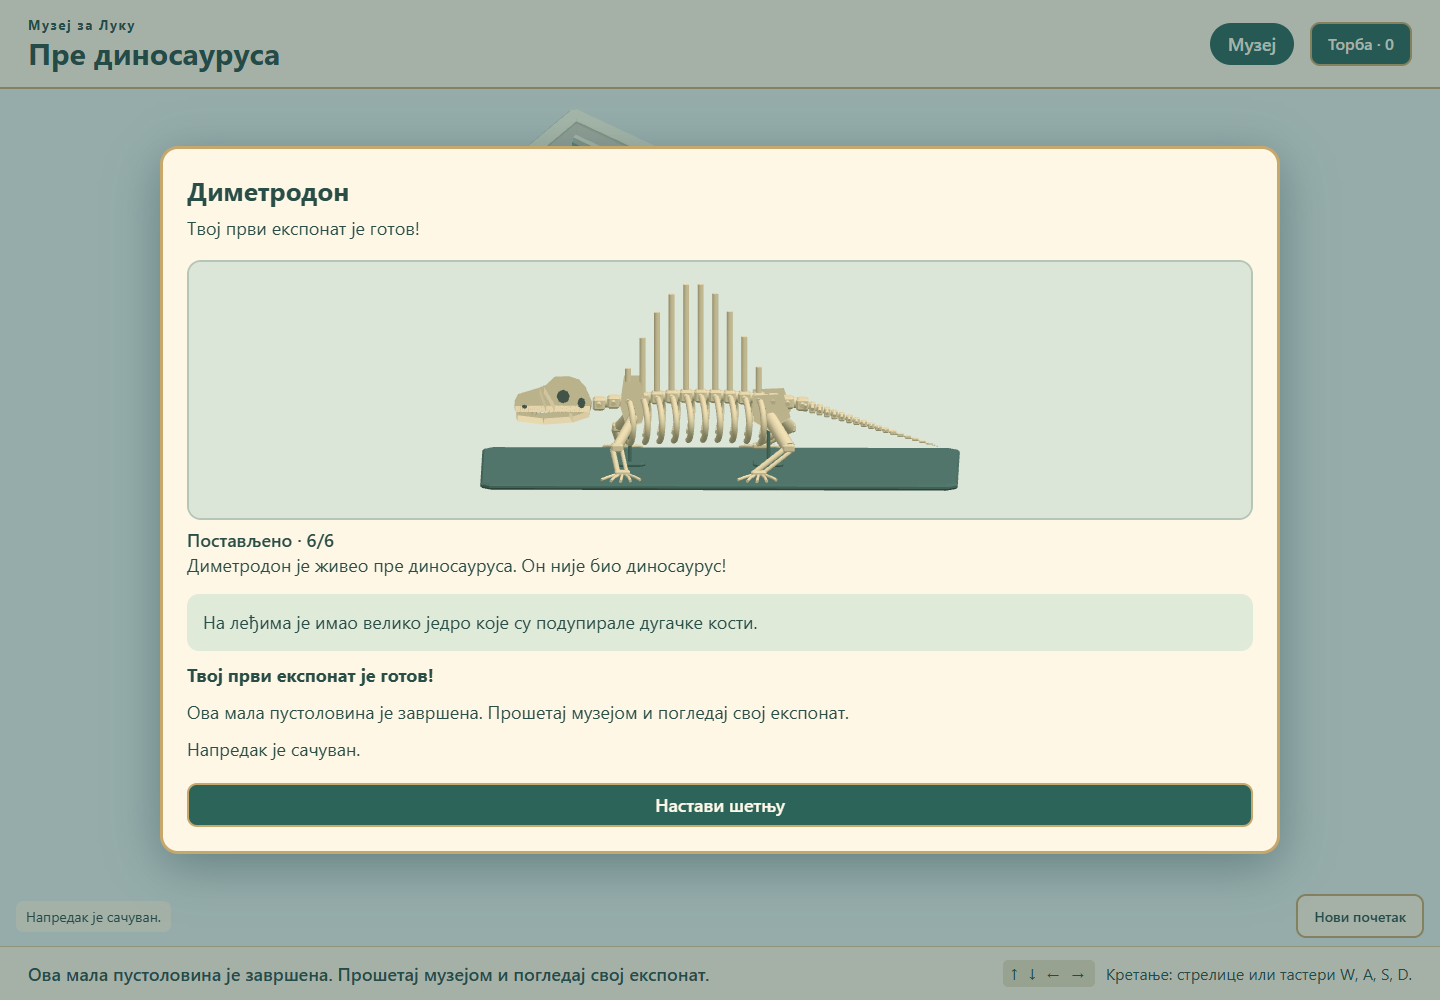 Музеј за Луку
Пре диносауруса
Музеј
Торба · 0
Диметродон
Твој први експонат је готов!
Постављено · 6/6
Диметродон је живео пре диносауруса. Он није био диносаурус!
На леђима је имао велико једро које су подупирале дугачке кости.
Твој први експонат је готов!
Ова мала пустоловина је завршена. Прошетај музејом и погледај свој експонат.
Напредак је сачуван.
Настави шетњу
Напредак је сачуван.
Нови почетак
Ова мала пустоловина је завршена. Прошетај музејом и погледај свој експонат.
↑ ↓ ← → Кретање: стрелице или тастери W, A, S, D.